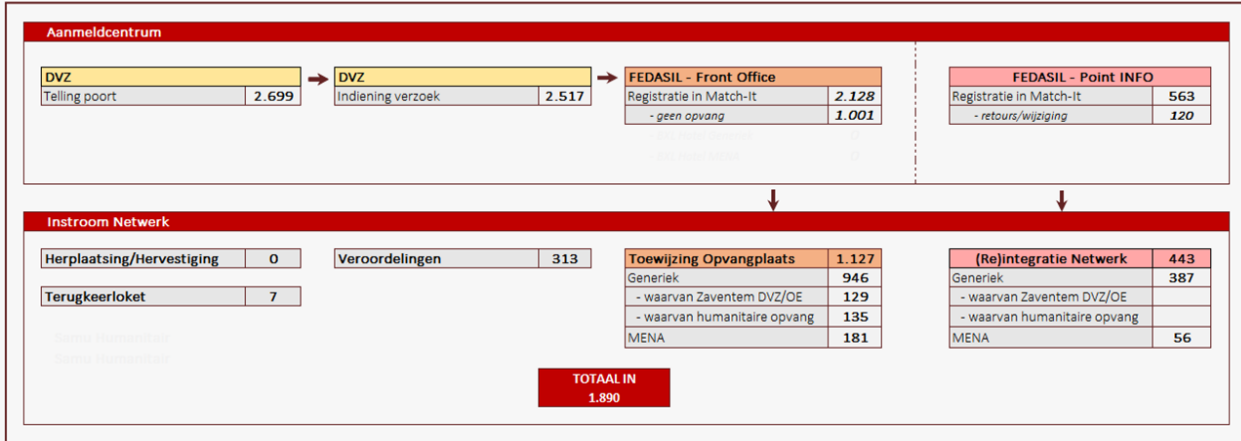 Aanmeldcentrum
DVZ
Telling poort 2.699
DVZ
Indiening verzoek 2.517
FEDASIL - Front Office
Registratie in Match-It 2.128
- geen opvang 1.001
FEDASIL - Point INFO
Registratie in Match-It 563
- retours/wijziging 120
Instroom Netwerk
Herplaatsing/Hervestiging 0
Terugkeerloket 7
Veroordelingen 313
Toewijzing Opvangplaats 1.127
Generiek 946
- waarvan Zaventem DVZ/OE 129
- waarvan humanitaire opvang 135
MENA 181
(Re)integratie Netwerk 443
Generiek 387
- waarvan Zaventem DVZ/OE
- waarvan humanitaire opvang
MENA 56
TOTAAL IN
1.890